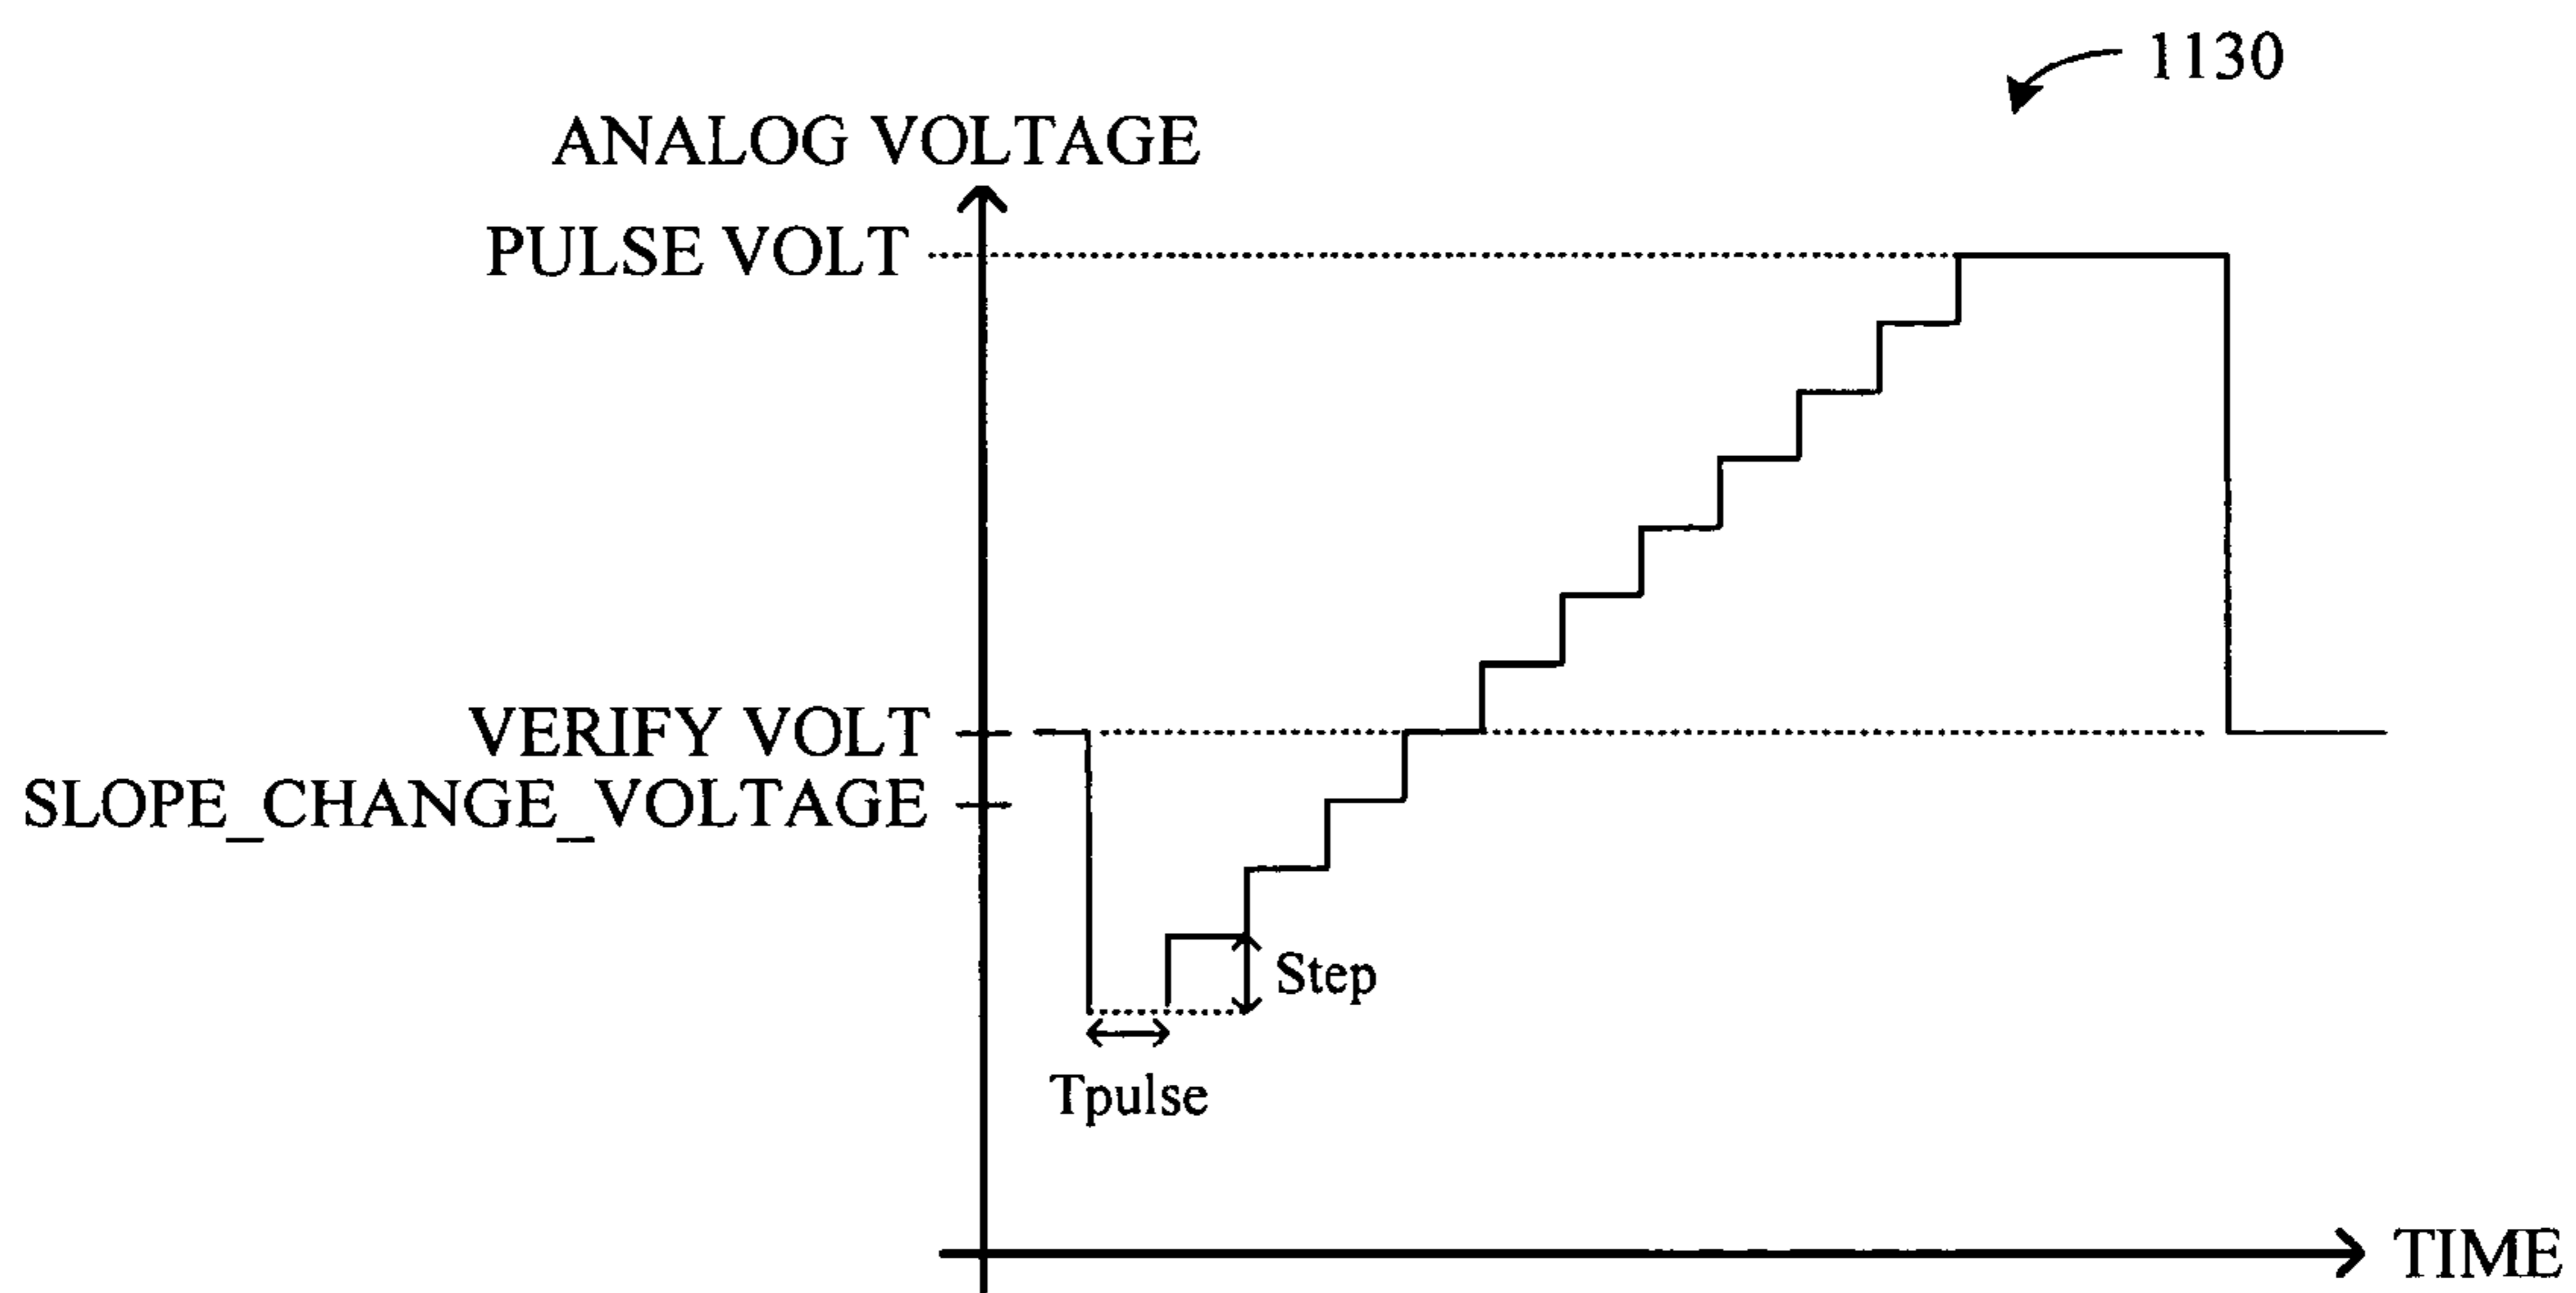 1130
ANALOG VOLTAGE
PULSE VOLT
VERIFY VOLT
SLOPE_CHANGE_VOLTAGE
Step
Tpulse
TIME